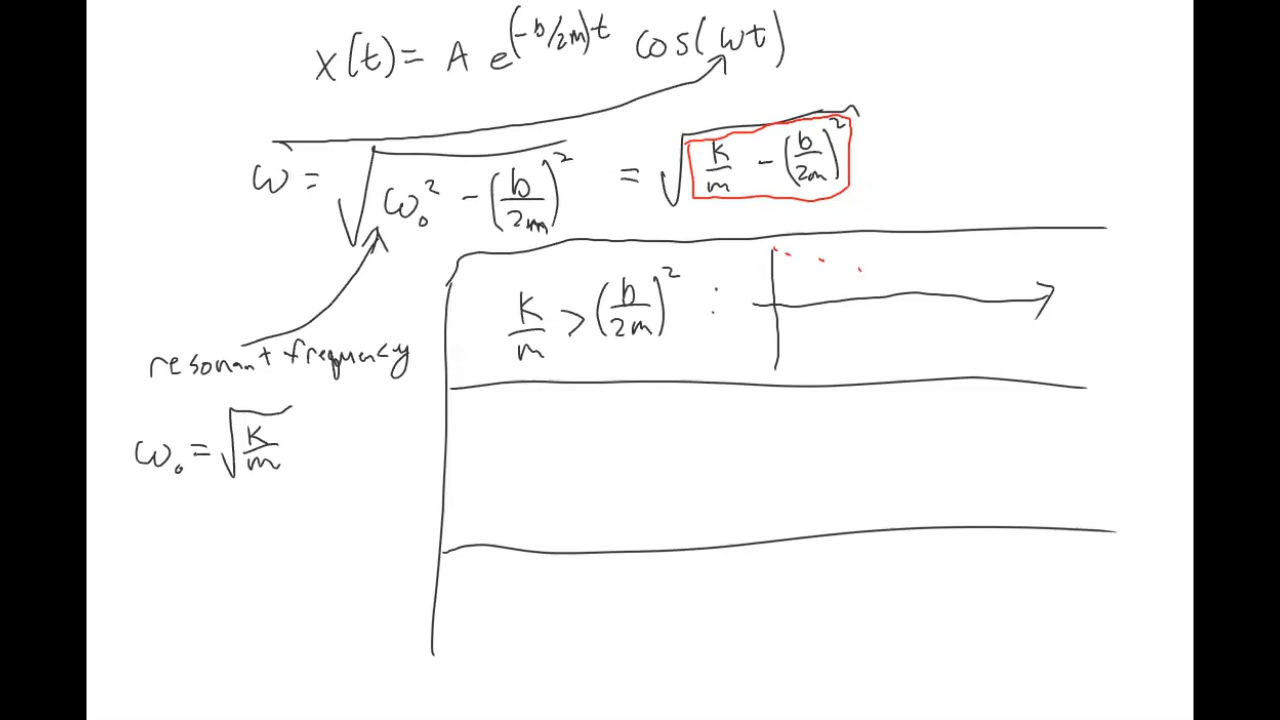 x(t) = A e^(-b/2m)t cos(ωt)
ω = √(ω₀² - (b/2m)²) = √(k/m - (b/2m)²)
k/m > (b/2m)² :
resonant frequency
ω₀ = √(k/m)